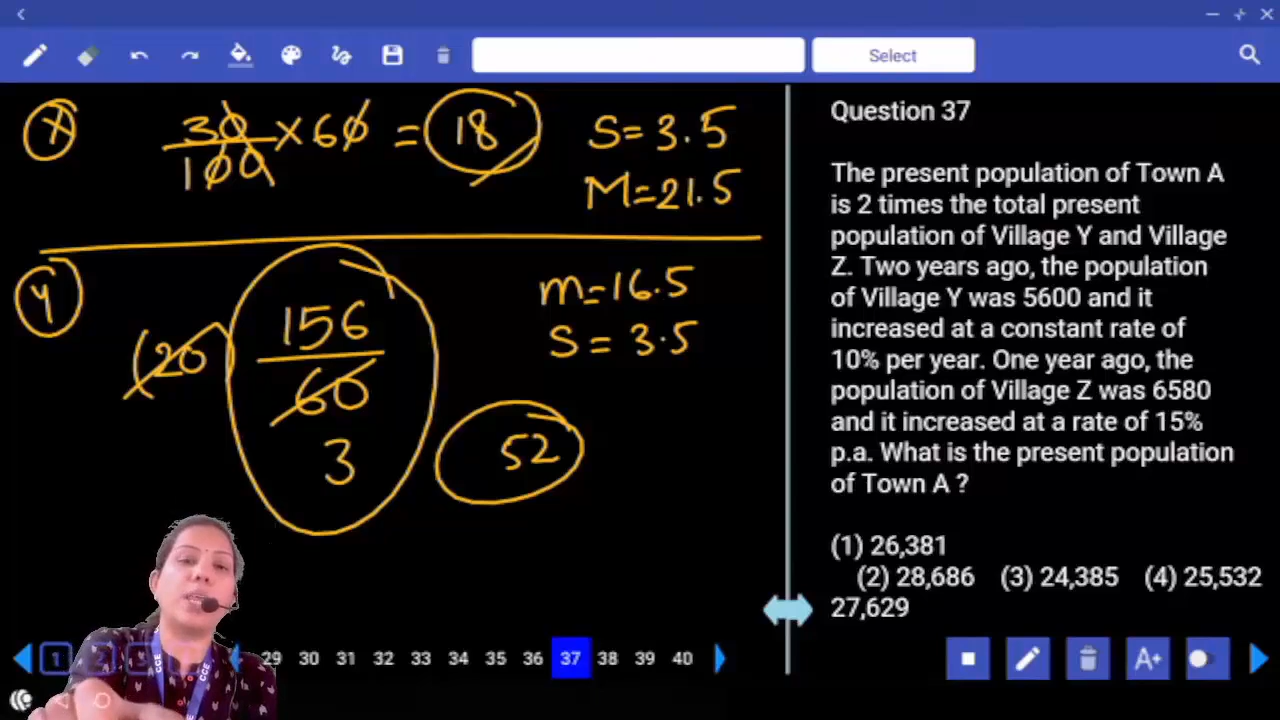 Select
X 30/100 × 60 = 18 S = 3.5
M = 21.5
Y m = 16.5
(20) 156/60 S = 3.5
3 52
Question 37
The present population of Town A
is 2 times the total present
population of Village Y and Village
Z. Two years ago, the population
of Village Y was 5600 and it
increased at a constant rate of
10% per year. One year ago, the
population of Village Z was 6580
and it increased at a rate of 15%
p.a. What is the present population
of Town A ?
(1) 26,381
(2) 28,686 (3) 24,385 (4) 25,532
27,629
1 2 3 29 30 31 32 33 34 35 36 37 38 39 40
A+
CCE
CCE